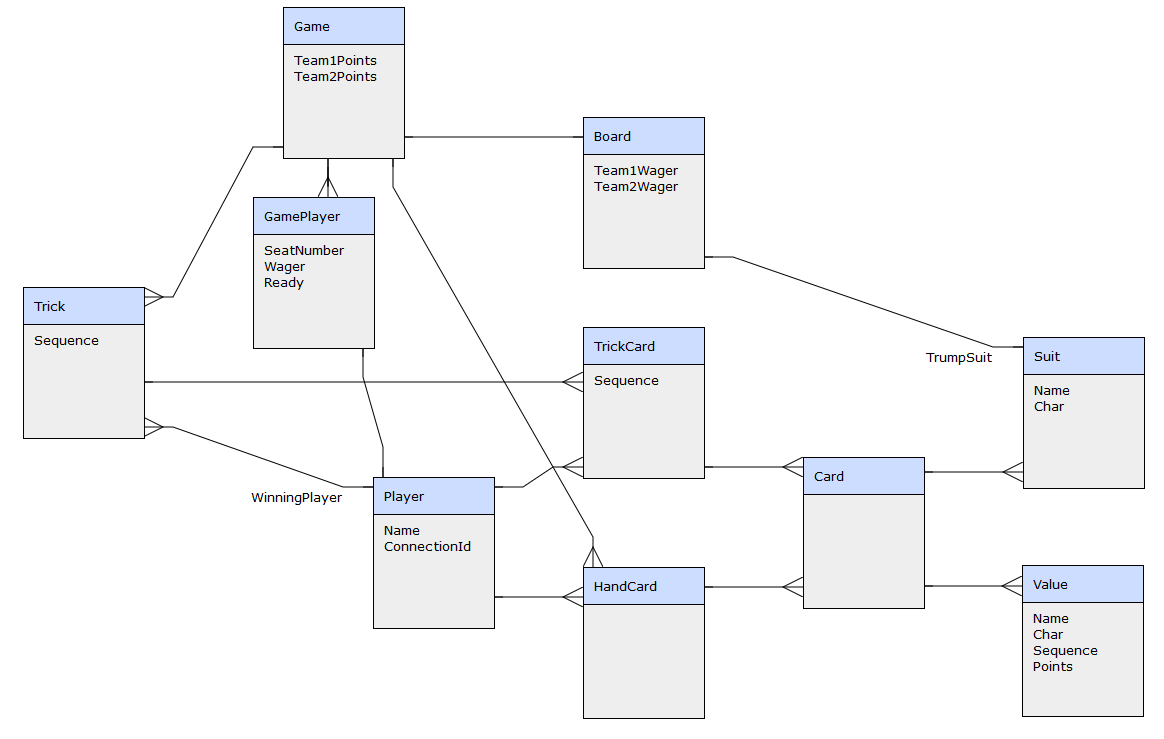 Game
Team1Points
Team2Points
Board
Team1Wager
Team2Wager
GamePlayer
SeatNumber
Wager
Ready
Trick
Sequence
TrickCard
Sequence
TrumpSuit
Suit
Name
Char
WinningPlayer
Player
Name
ConnectionId
Card
HandCard
Value
Name
Char
Sequence
Points